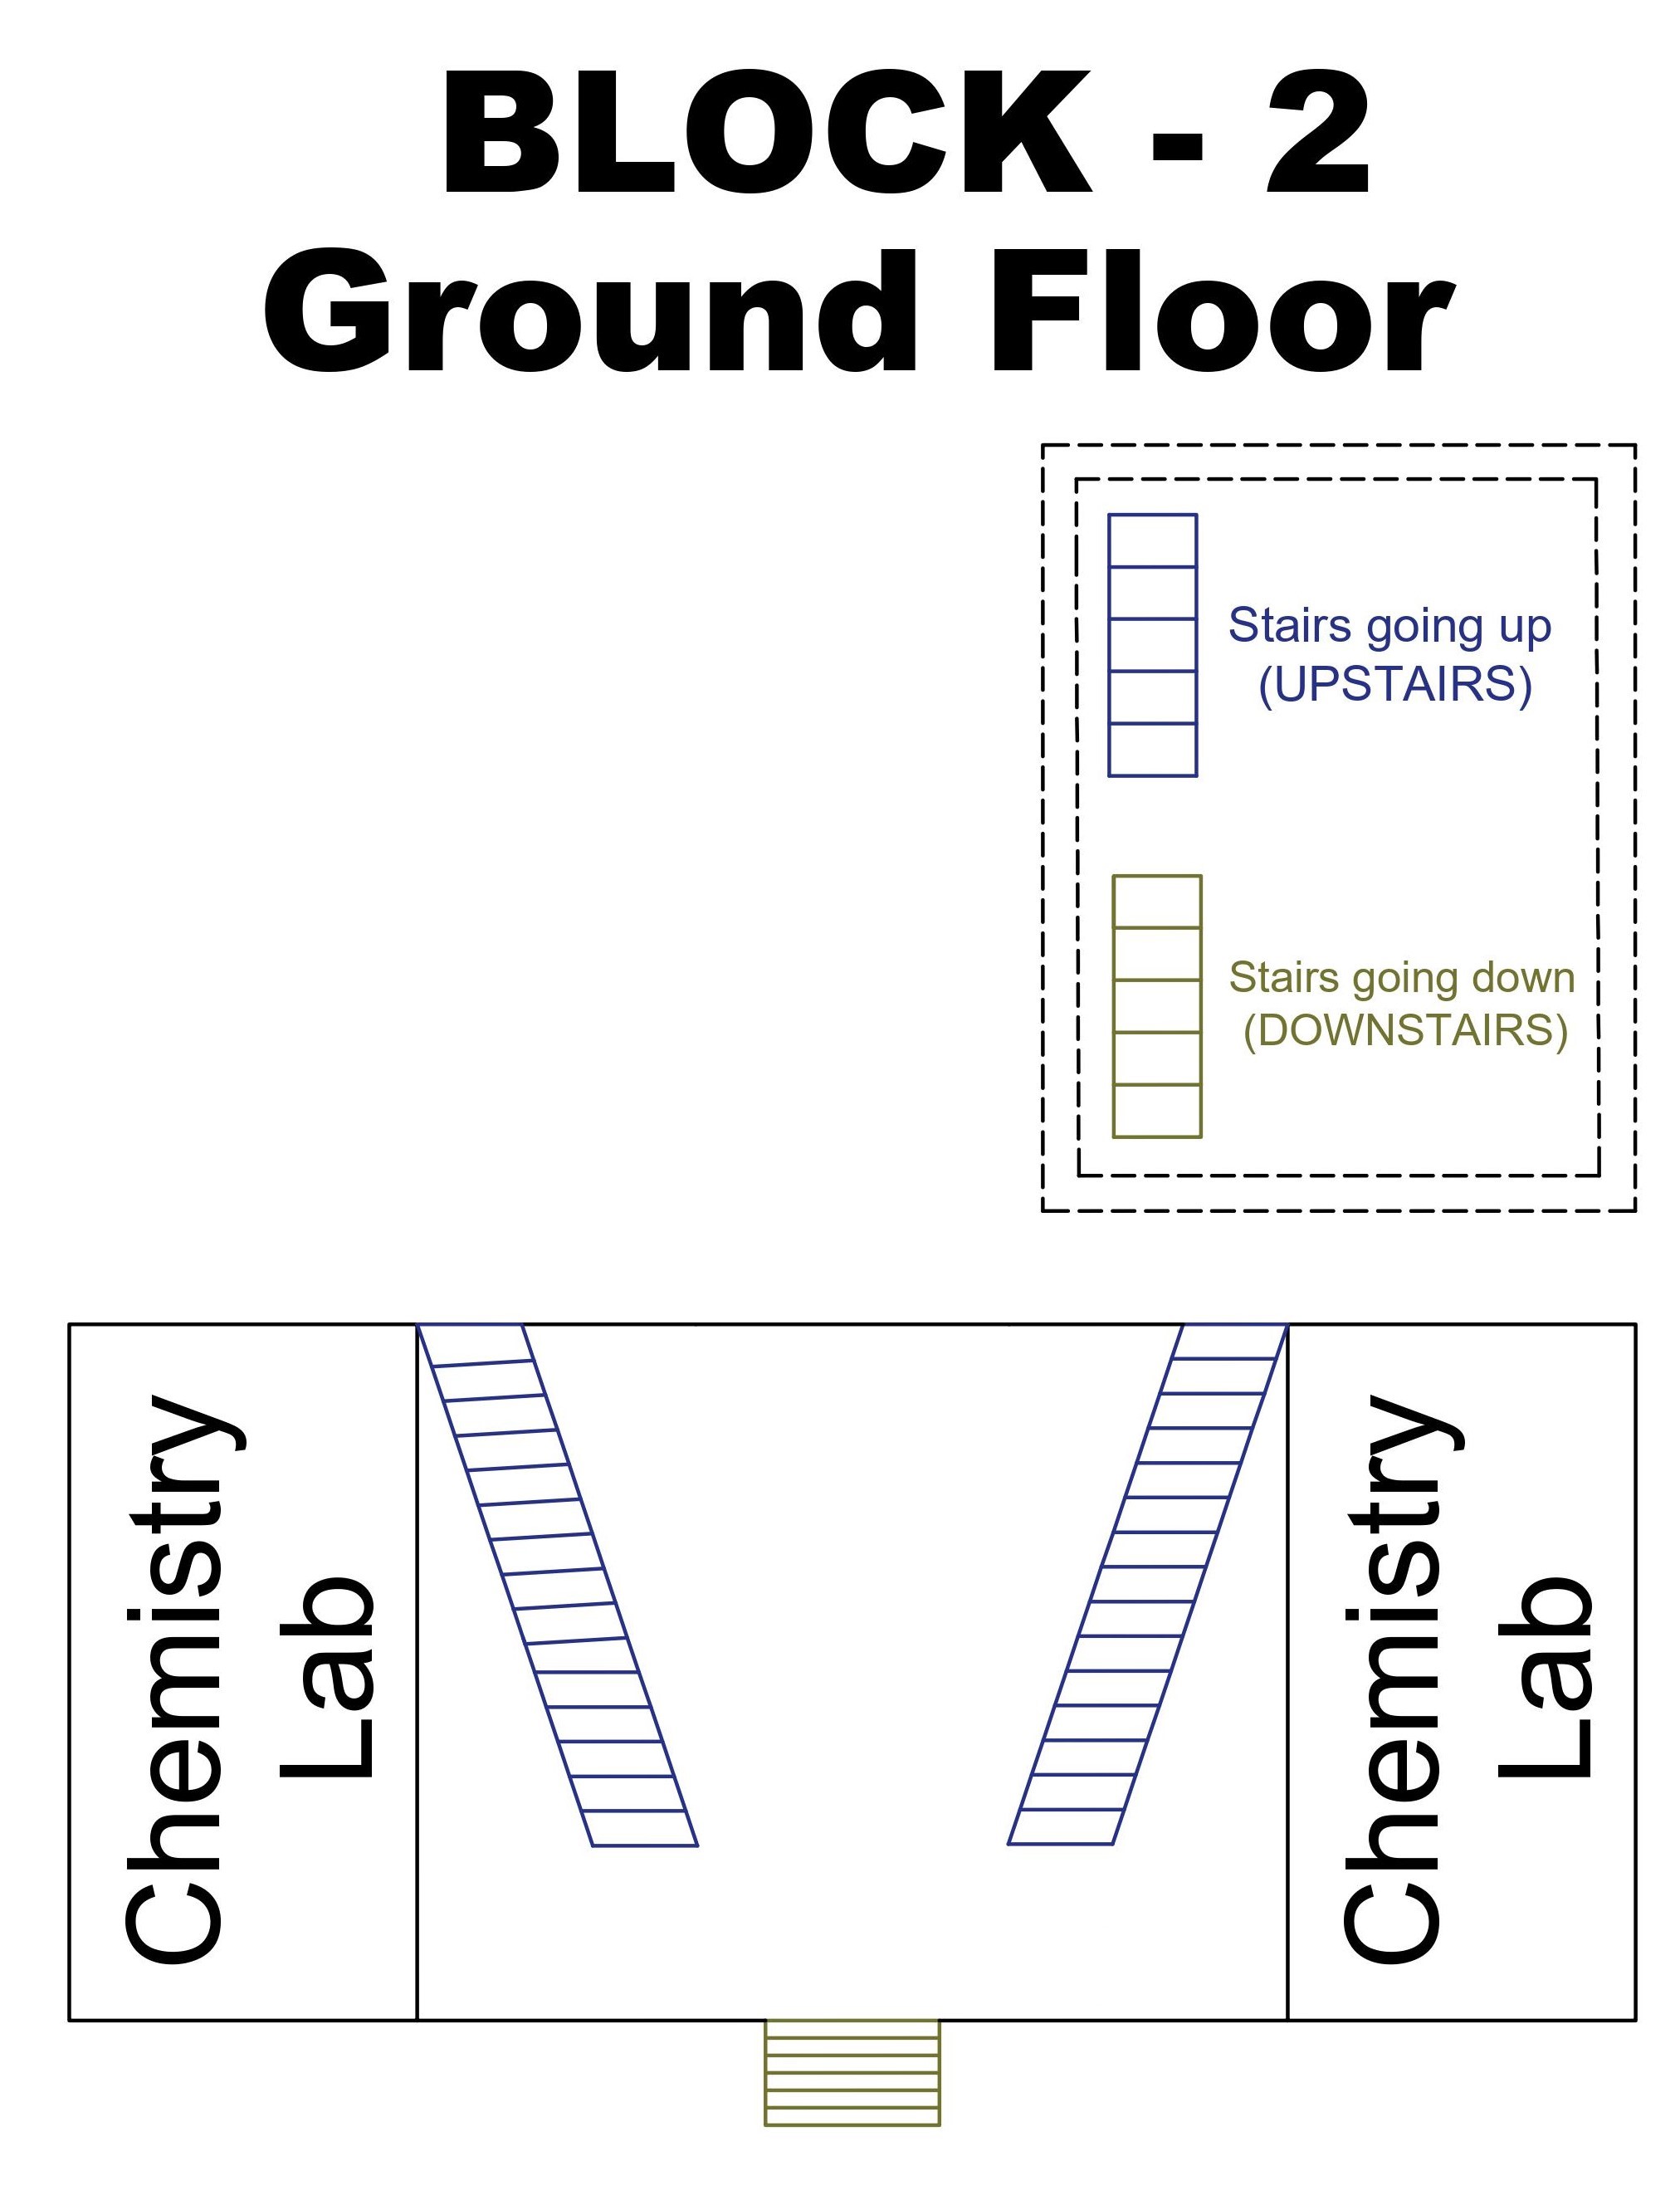 BLOCK - 2
Ground Floor
Stairs going up
(UPSTAIRS)
Stairs going down
(DOWNSTAIRS)
Chemistry
Lab
Chemistry
Lab